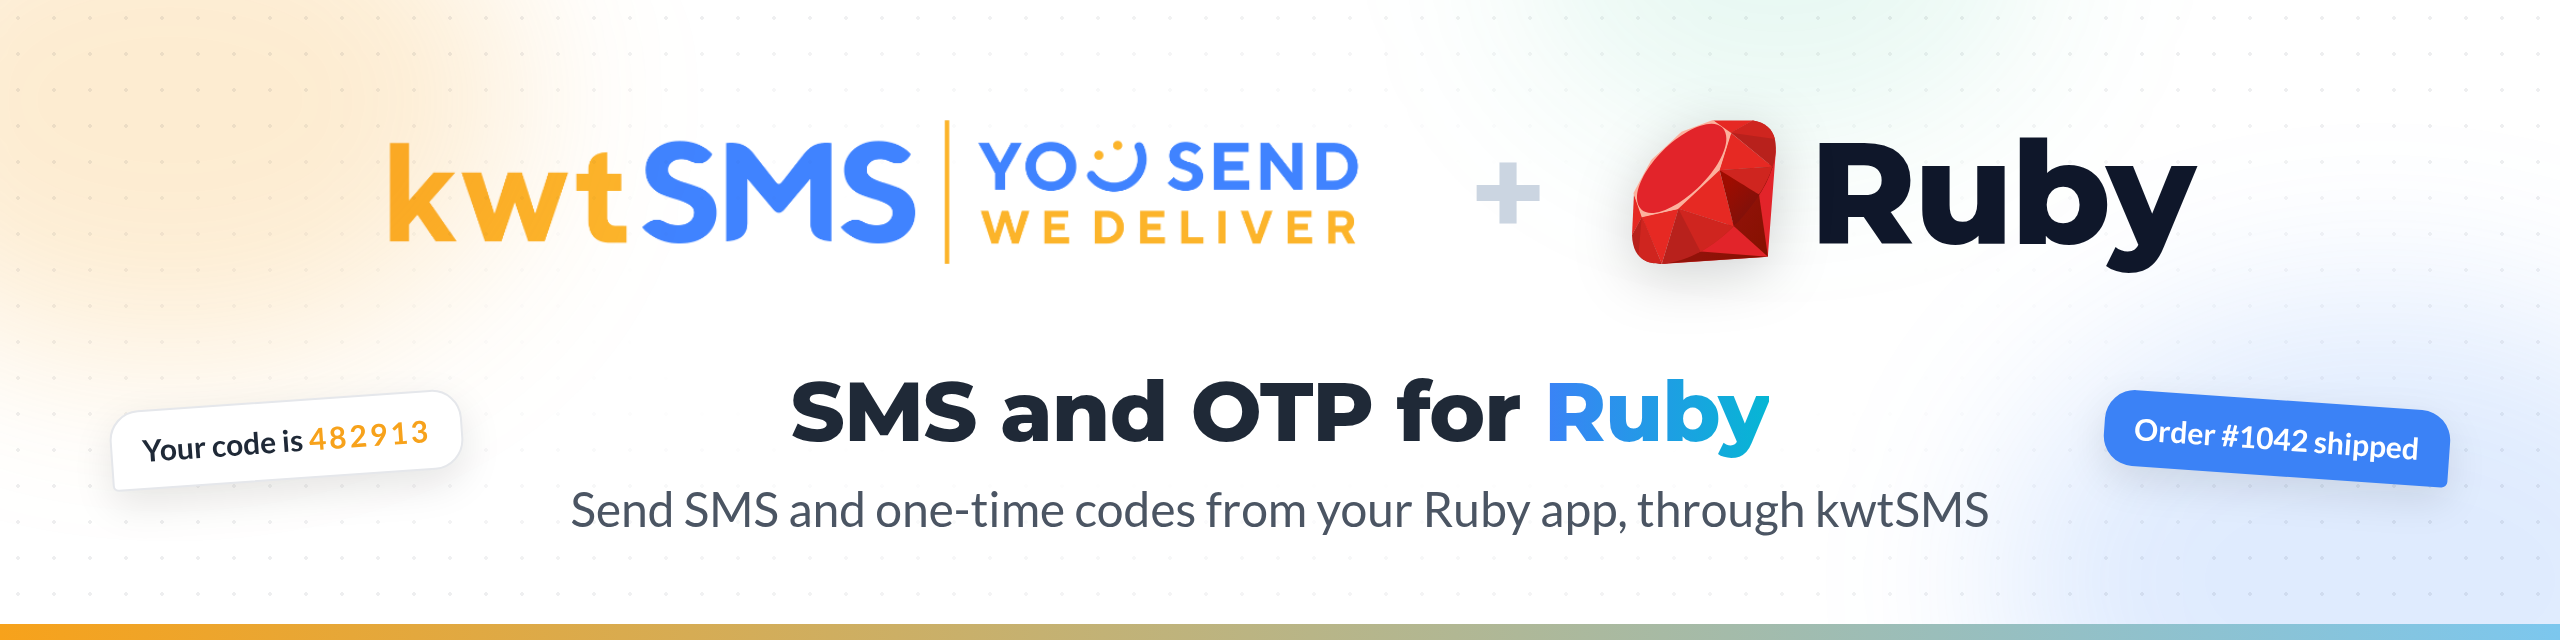 kwtSMS
YOU SEND
WE DELIVER
+
Ruby
SMS and OTP for Ruby
Your code is 482913
Order #1042 shipped
Send SMS and one-time codes from your Ruby app, through kwtSMS